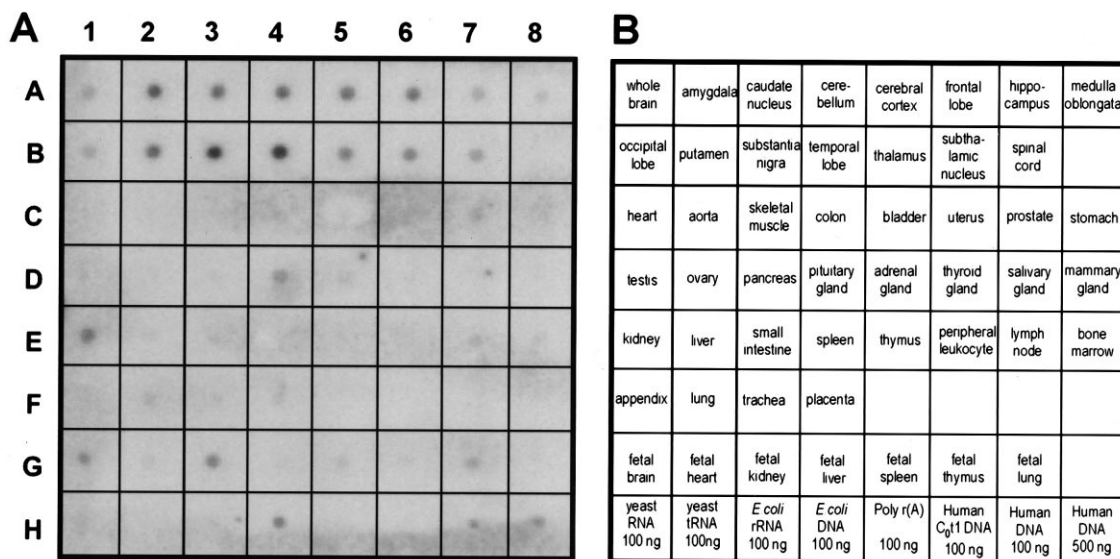 A
1 2 3 4 5 6 7 8
A
B
C
D
E
F
G
H
B
whole
brain
amygdala
caudate
nucleus
cere-
bellum
cerebral
cortex
frontal
lobe
hippo-
campus
medulla
oblongata
occipital
lobe
putamen
substantia
nigra
temporal
lobe
thalamus
subtha-
lamic
nucleus
spinal
cord
heart
aorta
skeletal
muscle
colon
bladder
uterus
prostate
stomach
testis
ovary
pancreas
pituitary
gland
adrenal
gland
thyroid
gland
salivary
gland
mammary
gland
kidney
liver
small
intestine
spleen
thymus
peripheral
leukocyte
lymph
node
bone
marrow
appendix
lung
trachea
placenta
fetal
brain
fetal
heart
fetal
kidney
fetal
liver
fetal
spleen
fetal
thymus
fetal
lung
yeast
RNA
100 ng
yeast
tRNA
100ng
E coli
rRNA
100 ng
E coli
DNA
100 ng
Poly r(A)
100 ng
Human
C₀t1 DNA
100 ng
Human
DNA
100 ng
Human
DNA
500 ng